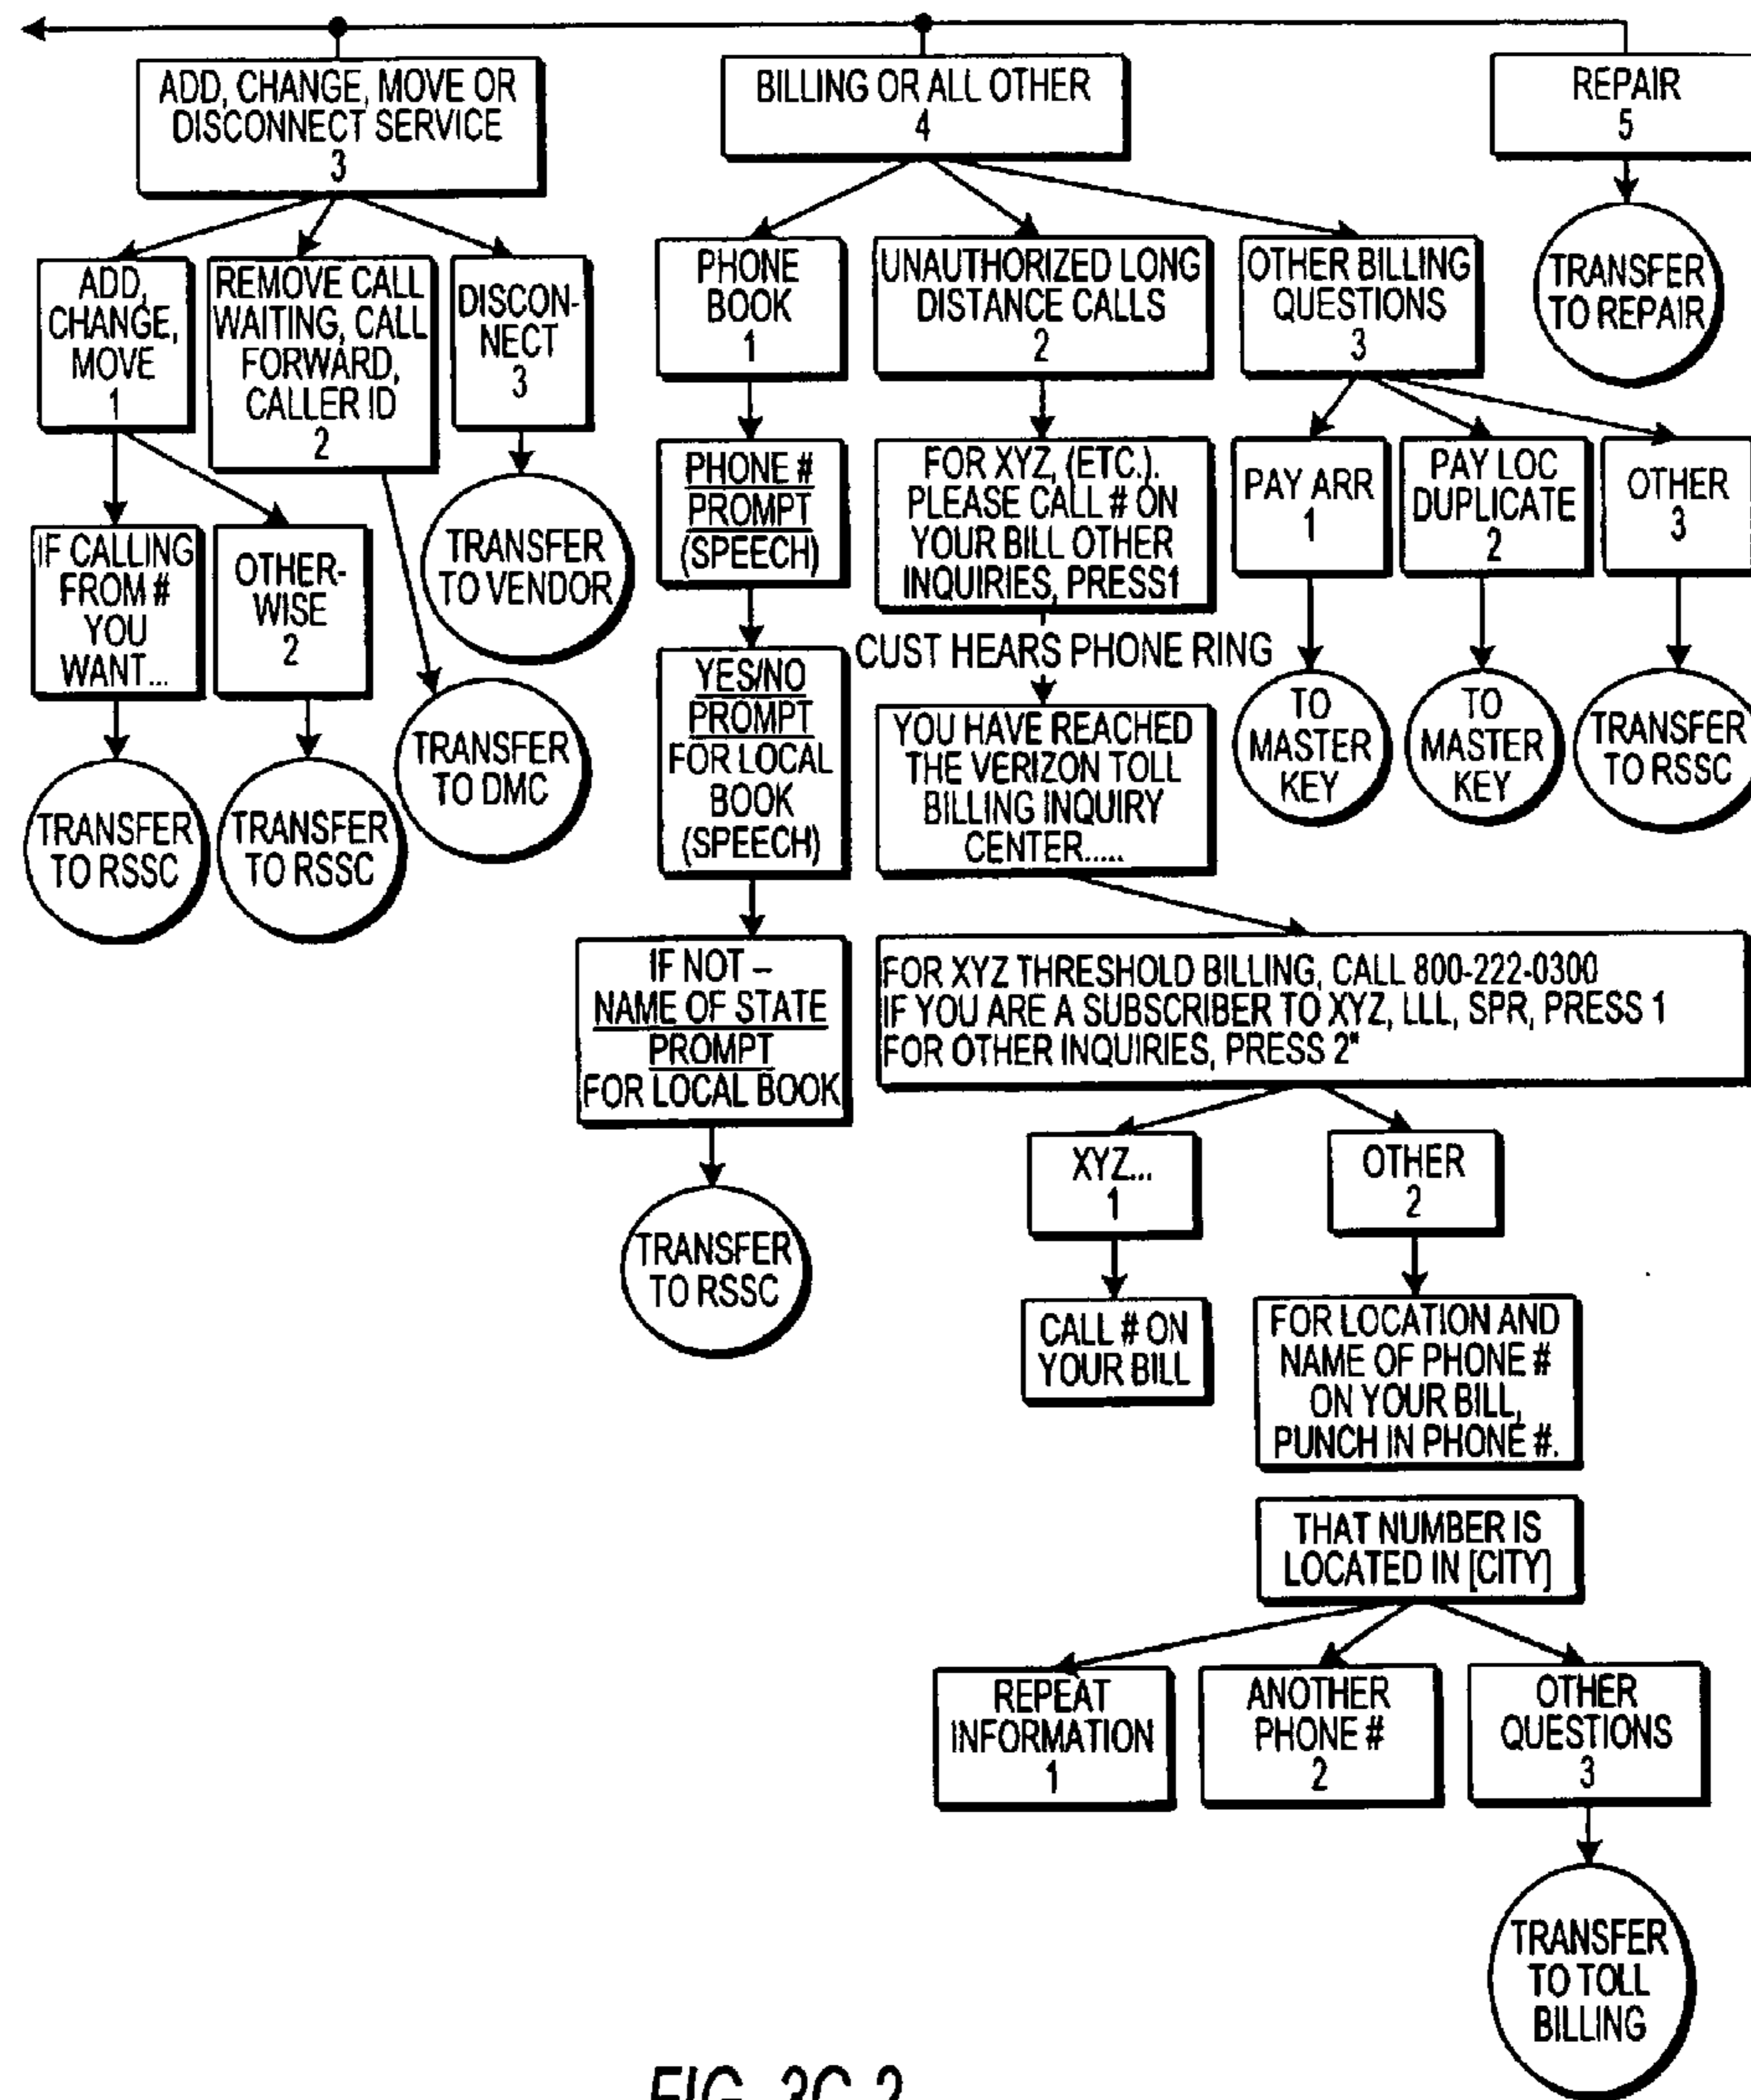 ADD, CHANGE, MOVE OR
DISCONNECT SERVICE
3
BILLING OR ALL OTHER
4
REPAIR
5
ADD,
CHANGE,
MOVE
1
REMOVE CALL
WAITING, CALL
FORWARD,
CALLER ID
2
DISCON-
NECT
3
PHONE
BOOK
1
UNAUTHORIZED LONG
DISTANCE CALLS
2
OTHER BILLING
QUESTIONS
3
TRANSFER
TO REPAIR
IF CALLING
FROM #
YOU
WANT...
OTHER-
WISE
2
TRANSFER
TO VENDOR
PHONE #
PROMPT
(SPEECH)
FOR XYZ, (ETC.).
PLEASE CALL # ON
YOUR BILL OTHER
INQUIRIES, PRESS1
PAY ARR
1
PAY LOC
DUPLICATE
2
OTHER
3
CUST HEARS PHONE RING
TRANSFER
TO RSSC
TRANSFER
TO RSSC
TRANSFER
TO DMC
YES/NO
PROMPT
FOR LOCAL
BOOK
(SPEECH)
YOU HAVE REACHED
THE VERIZON TOLL
BILLING INQUIRY
CENTER.....
TO
MASTER
KEY
TO
MASTER
KEY
TRANSFER
TO RSSC
IF NOT –
NAME OF STATE
PROMPT
FOR LOCAL BOOK
FOR XYZ THRESHOLD BILLING, CALL 800-222-0300
IF YOU ARE A SUBSCRIBER TO XYZ, LLL, SPR, PRESS 1
FOR OTHER INQUIRIES, PRESS 2"
TRANSFER
TO RSSC
XYZ...
1
OTHER
2
CALL # ON
YOUR BILL
FOR LOCATION AND
NAME OF PHONE #
ON YOUR BILL,
PUNCH IN PHONE #.
THAT NUMBER IS
LOCATED IN [CITY]
REPEAT
INFORMATION
1
ANOTHER
PHONE #
2
OTHER
QUESTIONS
3
TRANSFER
TO TOLL
BILLING